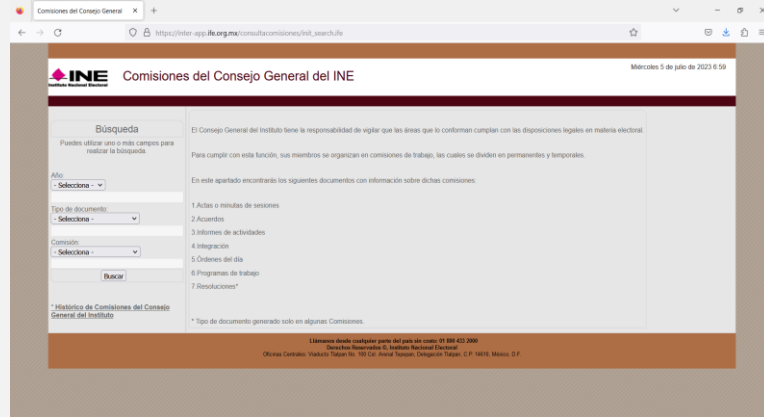 Comisiones del Consejo General
https://inter-app.ife.org.mx/consultacomisiones/init_search.ife
INE
Instituto Nacional Electoral
Comisiones del Consejo General del INE
Miércoles 5 de julio de 2023 6:59
Búsqueda
Puedes utilizar uno o más campos para
realizar la búsqueda.
Año:
- Selecciona -
Tipo de documento:
- Selecciona -
Comisión:
- Selecciona -
Buscar
* Histórico de Comisiones del Consejo
General del Instituto
El Consejo General del Instituto tiene la responsabilidad de vigilar que las áreas que lo conforman cumplan con las disposiciones legales en materia electoral.
Para cumplir con esta función, sus miembros se organizan en comisiones de trabajo, las cuales se dividen en permanentes y temporales.
En este apartado encontrarás los siguientes documentos con información sobre dichas comisiones:
1.Actas o minutas de sesiones
2.Acuerdos
3.Informes de actividades
4.Integración
5.Órdenes del día
6.Programas de trabajo
7.Resoluciones*
* Tipo de documento generado solo en algunas Comisiones.
Llámanos desde cualquier parte del país sin costo: 01 800 433 2000
Derechos Reservados ©, Instituto Nacional Electoral
Oficinas Centrales: Viaducto Tlalpan No. 100 Col. Arenal Tepepan, Delegación Tlalpan, C.P. 14610, México, D.F.